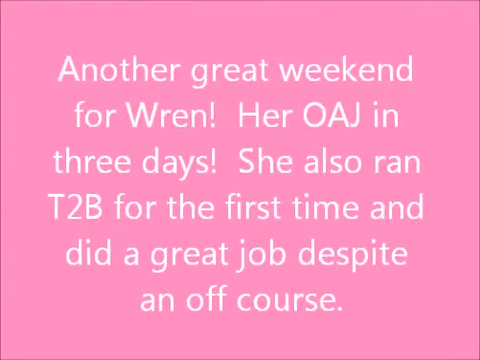 Another great weekend
for Wren!  Her OAJ in
three days!  She also ran
T2B for the first time and
did a great job despite
an off course.